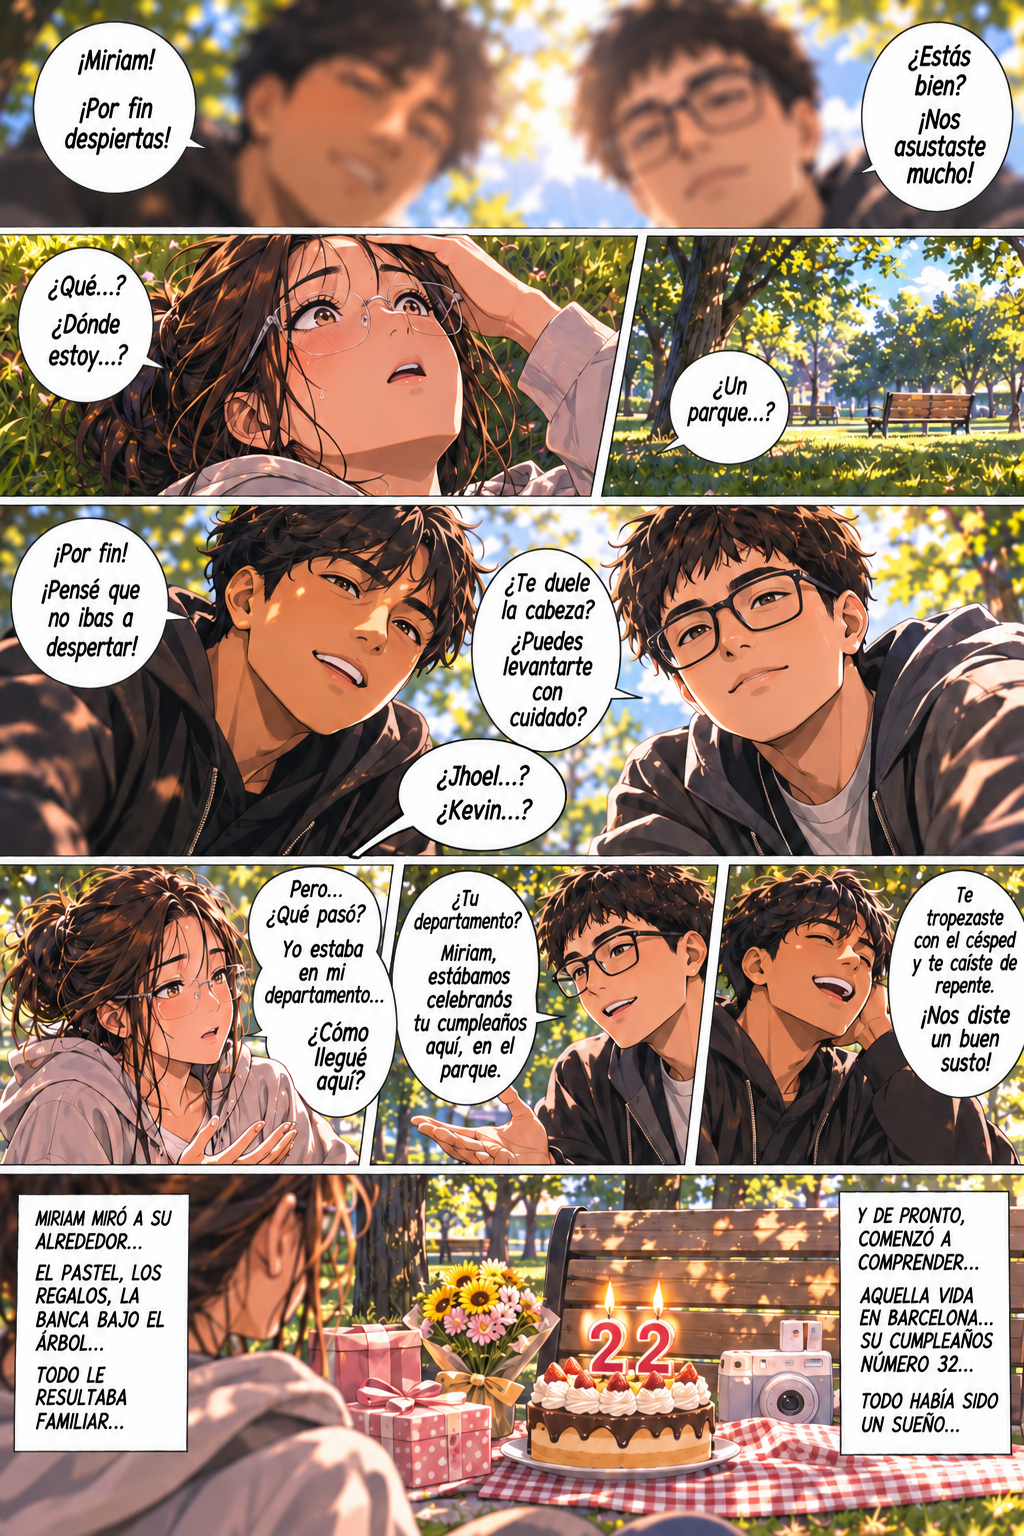 ¡Miriam!
¡Por fin
despiertas!
¿Estás
bien?
¡Nos
asustaste
mucho!
¿Qué...?
¿Dónde
estoy...?
¿Un
parque...?
¡Por fin!
¡Pensé que
no ibas a
despertar!
¿Te duele
la cabeza?
¿Puedes
levantarte
con
cuidado?
¿Jhoel...?
¿Kevin...?
Pero...
¿Qué pasó?
Yo estaba
en mi
departamento...
¿Cómo
llegué
aquí?
¿Tu
departamento?
Miriam,
estábamos
tu cumpleaños
aquí, en el
parque.
Te
tropezaste
con el césped
y te caíste de
repente.
¡Nos diste
un buen
susto!
MIRIAM MIRÓ A SU
ALREDEDOR...
EL PASTEL, LOS
REGALOS, LA
BANCA BAJO EL
ÁRBOL...
TODO LE
RESULTABA
FAMILIAR...
22
Y DE PRONTO,
COMENZÓ A
COMPRENDER...
AQUELLA VIDA
EN BARCELONA...
SU CUMPLEAÑOS
NÚMERO 32...
TODO HABÍA SIDO
UN SUEÑO...